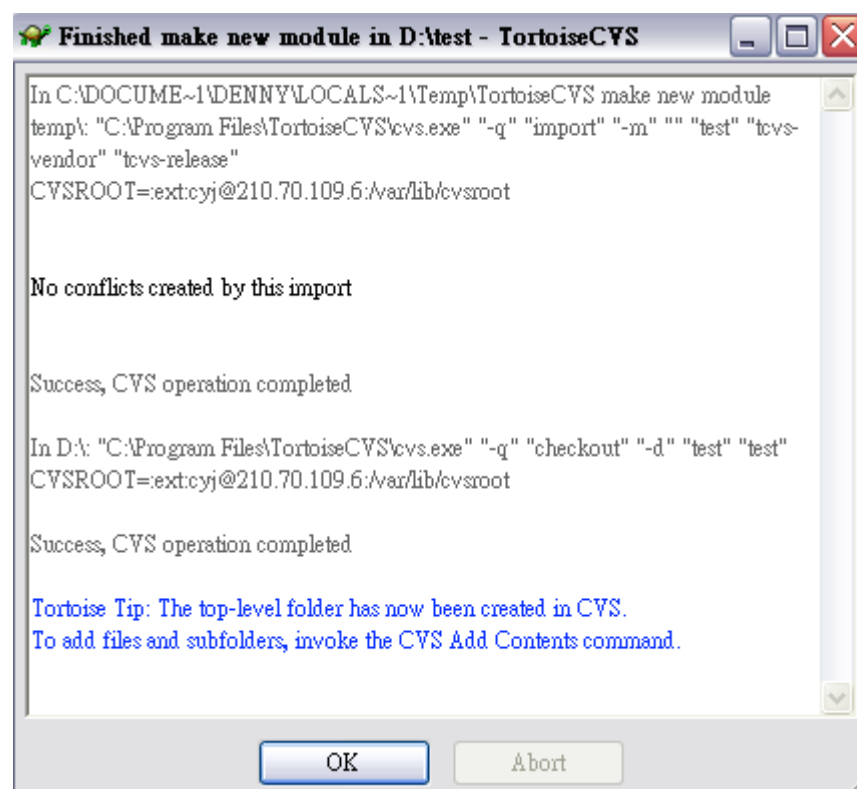 Finished make new module in D:\test - TortoiseCVS
In C:\DOCUME~1\DENNY\LOCALS~1\Temp\TortoiseCVS make new module
temp\: "C:\Program Files\TortoiseCVS\cvs.exe" "-q" "import" "-m" "" "test" "tcvs-
vendor" "tcvs-release"
CVSROOT=:ext:cyj@210.70.109.6:/var/lib/cvsroot
No conflicts created by this import
Success, CVS operation completed
In D:\: "C:\Program Files\TortoiseCVS\cvs.exe" "-q" "checkout" "-d" "test" "test"
CVSROOT=:ext:cyj@210.70.109.6:/var/lib/cvsroot
Success, CVS operation completed
Tortoise Tip: The top-level folder has now been created in CVS.
To add files and subfolders, invoke the CVS Add Contents command.
OK
Abort